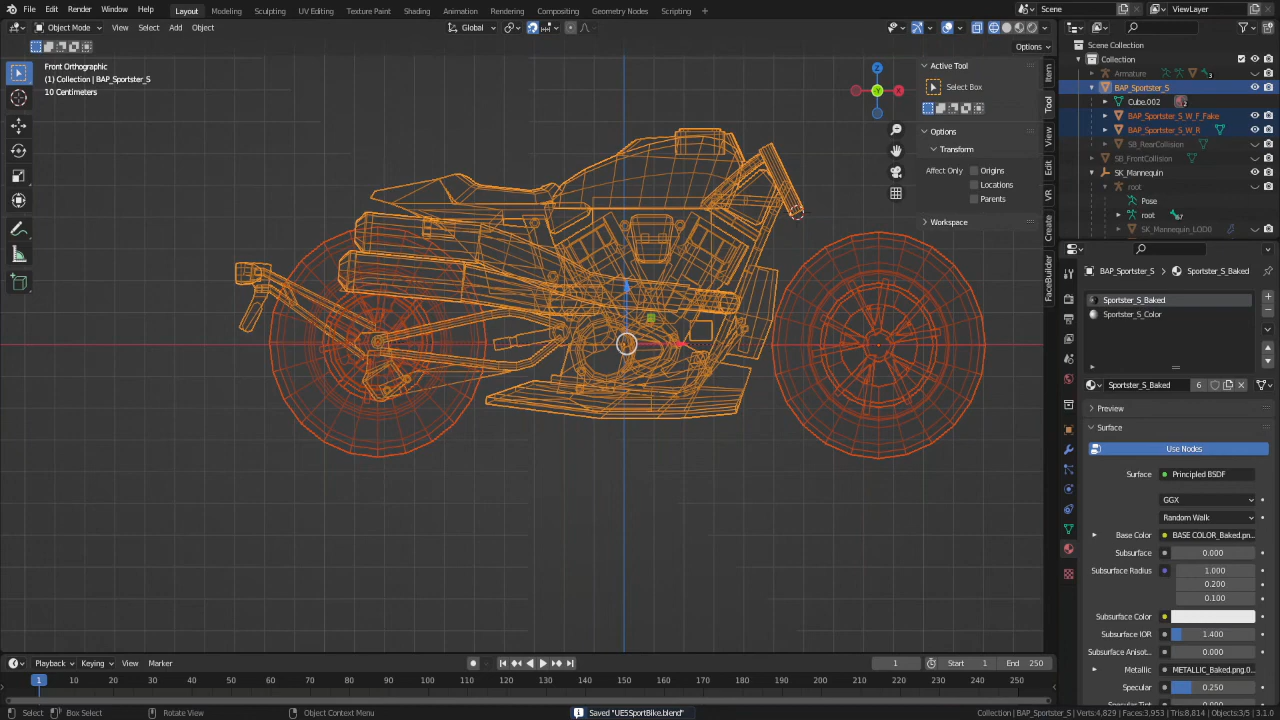 File Edit Render Window Help Layout Modeling Sculpting UV Editing Texture Paint Shading Animation Rendering Compositing Geometry Nodes Scripting + Scene ViewLayer
Object Mode View Select Add Object Global
Options
Front Orthographic
(1) Collection | BAP_Sportster_S
10 Centimeters
Z
X
Y
Active Tool
Select Box
Options
Transform
Affect Only Origins
Locations
Parents
Workspace
Item
Tool
View
Edit
VR
Create
FaceBuilder
Scene Collection
Collection
Armature 3
BAP_Sportster_S
Cube.002 2
BAP_Sportster_S_W_F_Fake
BAP_Sportster_S_W_R
SB_RearCollision
SB_FrontCollision
SK_Mannequin
root
Pose
root
SK_Mannequin_LOD0
BAP_Sportster_S Sportster_S_Baked
Sportster_S_Baked
Sportster_S_Color
Sportster_S_Baked 6
Preview
Surface
Use Nodes
Surface Principled BSDF
GGX
Random Walk
Base Color BASE COLOR_Baked.pn...
Subsurface 0.000
Subsurface Radius 1.000
0.200
0.100
Subsurface Color
Subsurface IOR 1.400
Subsurface Anisot... 0.000
Metallic METALLIC_Baked.png.0...
Specular 0.250
Specular Tint 0.000
Playback Keying View Marker 1 Start 1 End 250
1 10 20 30 40 50 60 70 80 90 100 110 120 130 140 150 160 170 180 190 200 210 220 230 240 250
Select Box Select Rotate View Object Context Menu Saved "UE5SportBike.blend" Collection | BAP_Sportster_S | Verts:4,829 | Faces:3,953 | Tris:8,814 | Objects:3/5 | 3.1.0